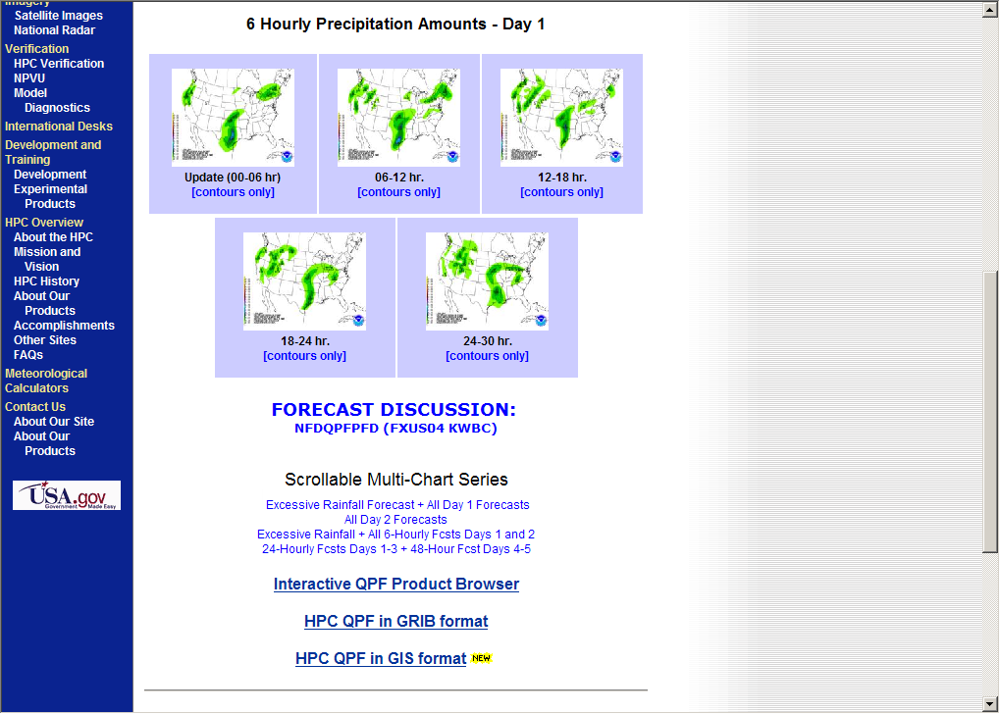 Imagery
Satellite Images
National Radar
Verification
HPC Verification
NPVU
Model
Diagnostics
International Desks
Development and
Training
Development
Experimental
Products
HPC Overview
About the HPC
Mission and
Vision
HPC History
About Our
Products
Accomplishments
Other Sites
FAQs
Meteorological
Calculators
Contact Us
About Our Site
About Our
Products
USA.gov
Government Made Easy
6 Hourly Precipitation Amounts - Day 1
Update (00-06 hr)
[contours only]
06-12 hr.
[contours only]
12-18 hr.
[contours only]
18-24 hr.
[contours only]
24-30 hr.
[contours only]
FORECAST DISCUSSION:
NFDQPFPFD (FXUS04 KWBC)
Scrollable Multi-Chart Series
Excessive Rainfall Forecast + All Day 1 Forecasts
All Day 2 Forecasts
Excessive Rainfall + All 6-Hourly Fcsts Days 1 and 2
24-Hourly Fcsts Days 1-3 + 48-Hour Fcst Days 4-5
Interactive QPF Product Browser
HPC QPF in GRIB format
HPC QPF in GIS format NEW